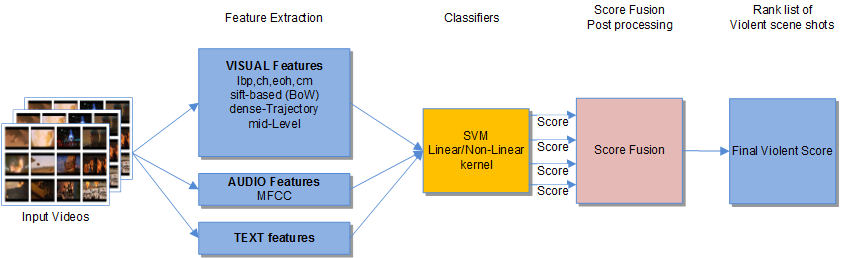 Feature Extraction
Classifiers
Score Fusion
Post processing
Rank list of
Violent scene shots
VISUAL Features
lbp,ch,eoh,cm
sift-based (BoW)
dense-Trajectory
mid-Level
AUDIO Features
MFCC
TEXT features
Input Videos
SVM
Linear/Non-Linear
kernel
Score
Score
Score
Score
Score Fusion
Final Violent Score